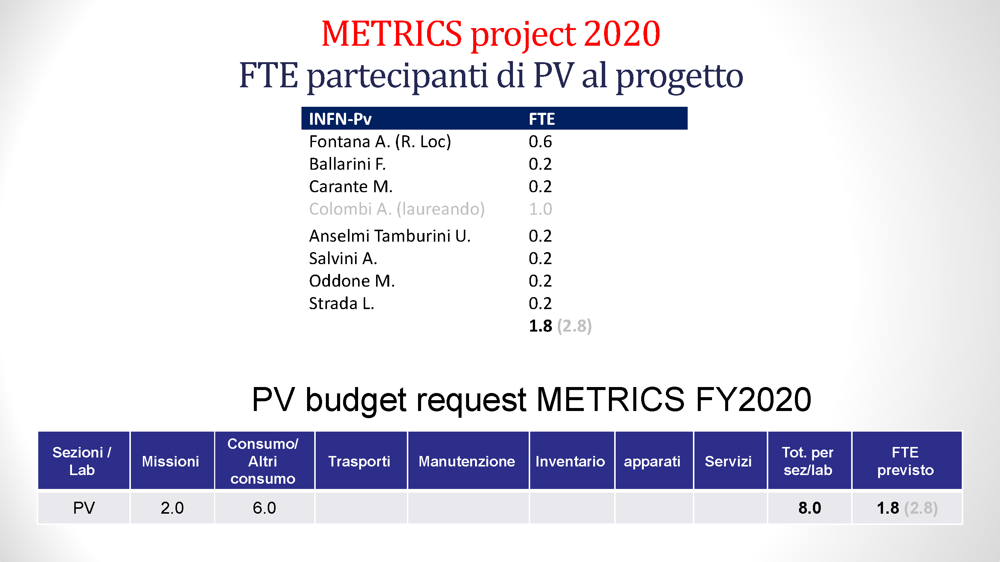 METRICS project 2020
FTE partecipanti di PV al progetto
INFN-Pv FTE
Fontana A. (R. Loc) 0.6
Ballarini F. 0.2
Carante M. 0.2
Colombi A. (laureando) 1.0
Anselmi Tamburini U. 0.2
Salvini A. 0.2
Oddone M. 0.2
Strada L. 0.2
1.8 (2.8)
PV budget request METRICS FY2020
Sezioni / Lab Missioni Consumo/ Altri consumo Trasporti Manutenzione Inventario apparati Servizi Tot. per sez/lab FTE previsto
PV 2.0 6.0 8.0 1.8 (2.8)